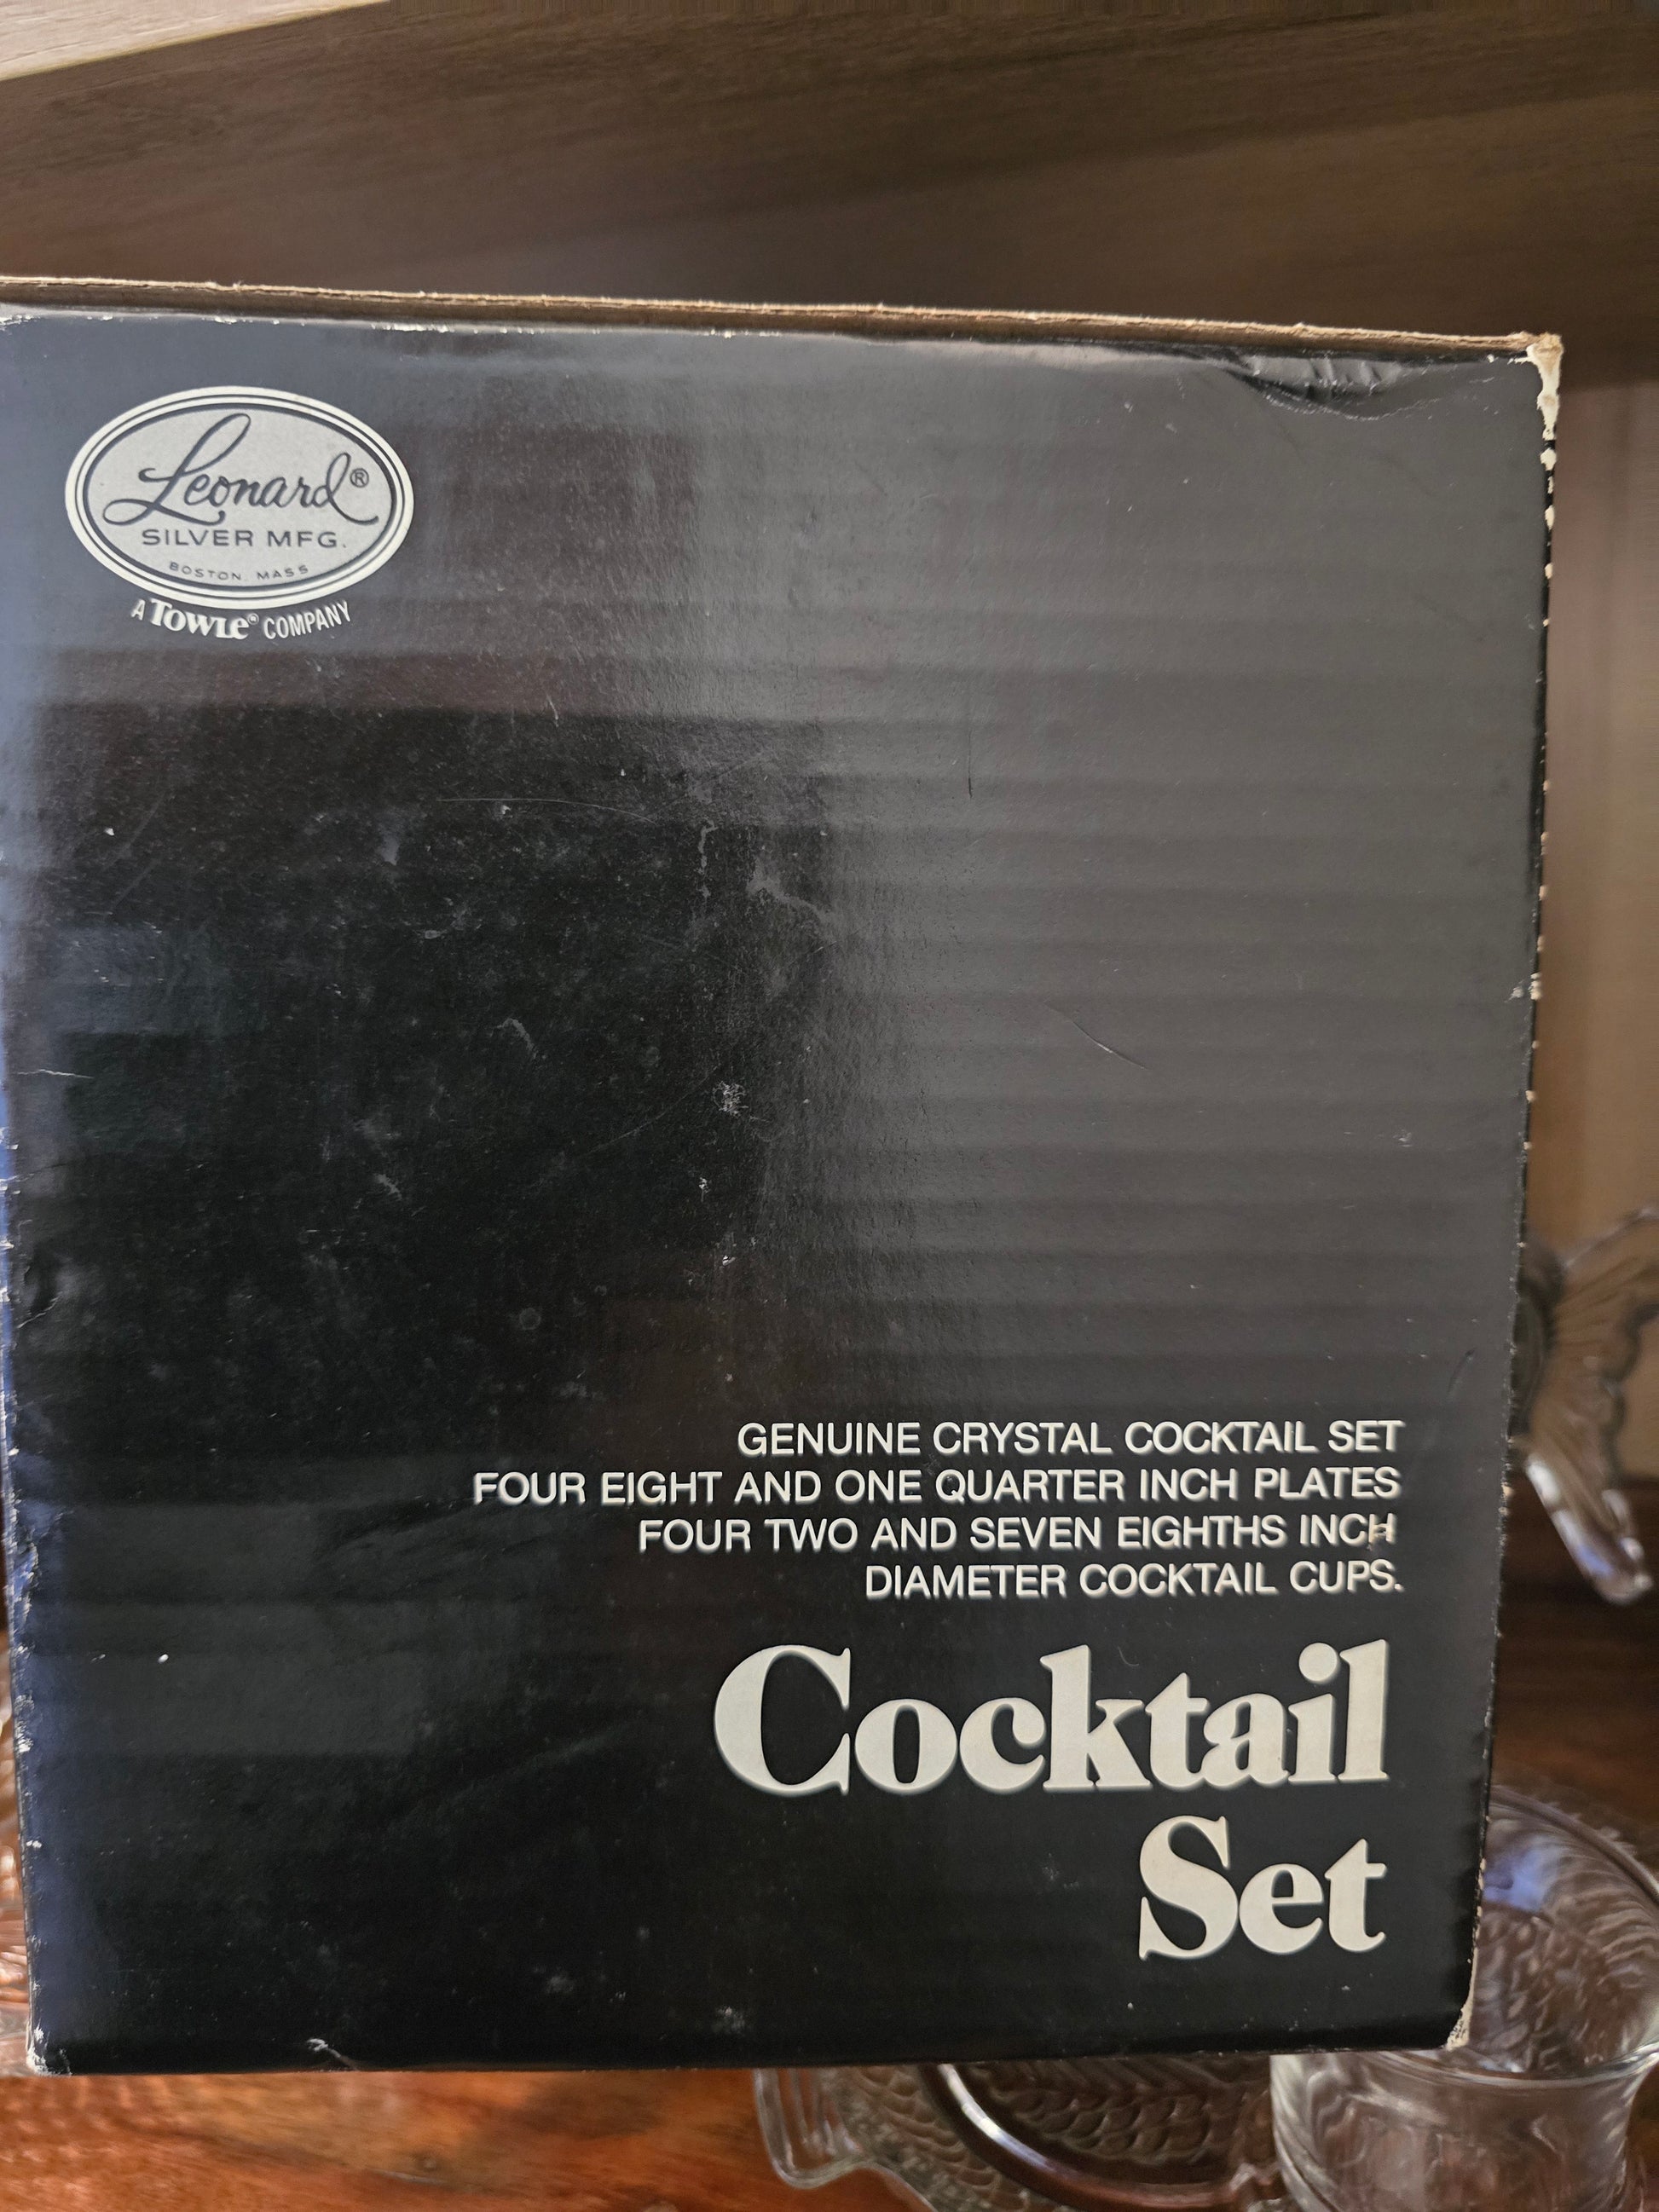 Leonard®
SILVER MFG.
BOSTON, MASS
A TOWLE® COMPANY
GENUINE CRYSTAL COCKTAIL SET
FOUR EIGHT AND ONE QUARTER INCH PLATES
FOUR TWO AND SEVEN EIGHTHS INCH
DIAMETER COCKTAIL CUPS.
Cocktail
Set